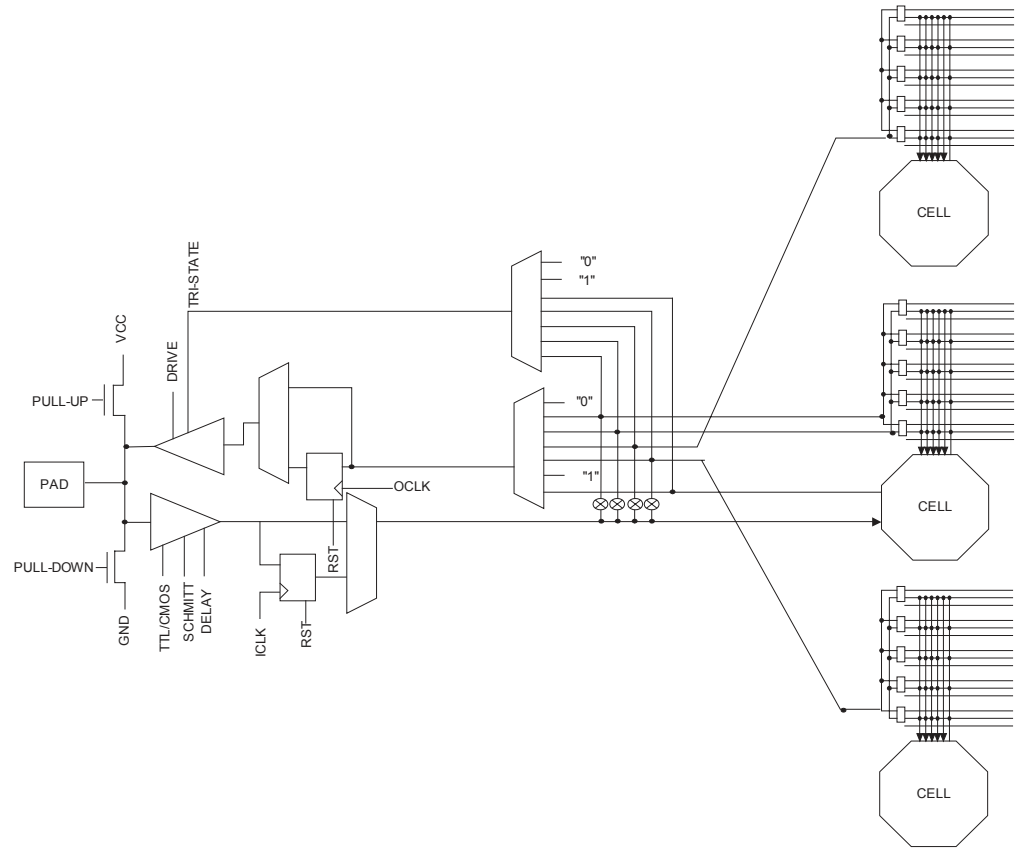 CELL
"0"
"1"
TRI-STATE
VCC
DRIVE
PULL-UP
"0"
PAD
"1"
OCLK
CELL
RST
PULL-DOWN
GND
TTL/CMOS
SCHMITT
DELAY
ICLK
RST
CELL